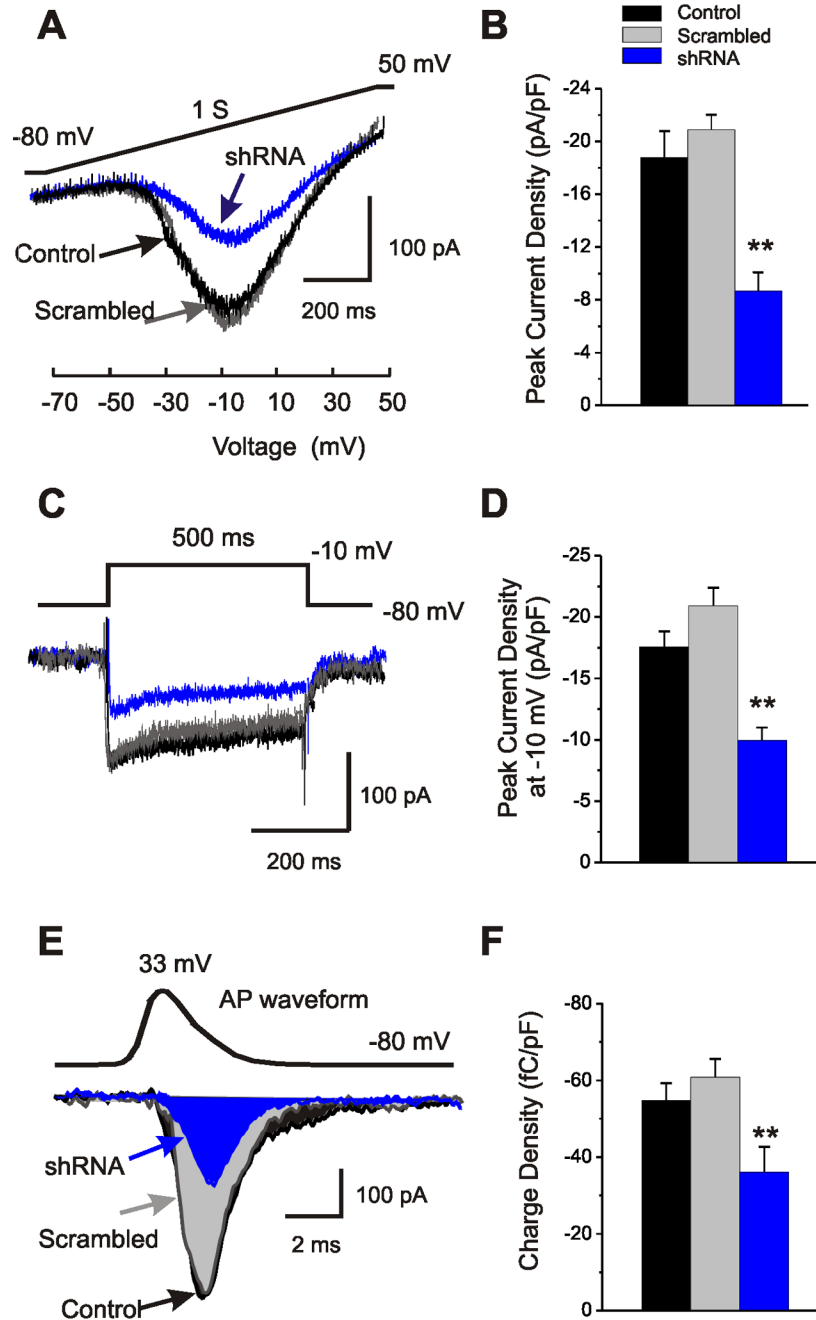 A
50 mV
1 S
-80 mV
shRNA
Control
100 pA
Scrambled
200 ms
-70 -50 -30 -10 10 30 50
Voltage (mV)
B
Control
Scrambled
shRNA
-24
-20
-16
-12
-8
-4
0
Peak Current Density (pA/pF)
**
C
500 ms
-10 mV
-80 mV
100 pA
200 ms
D
-25
-20
-15
-10
-5
0
Peak Current Density
at -10 mV (pA/pF)
**
E
33 mV
AP waveform
-80 mV
shRNA
100 pA
Scrambled
2 ms
Control
F
-80
-60
-40
-20
0
Charge Density (fC/pF)
**